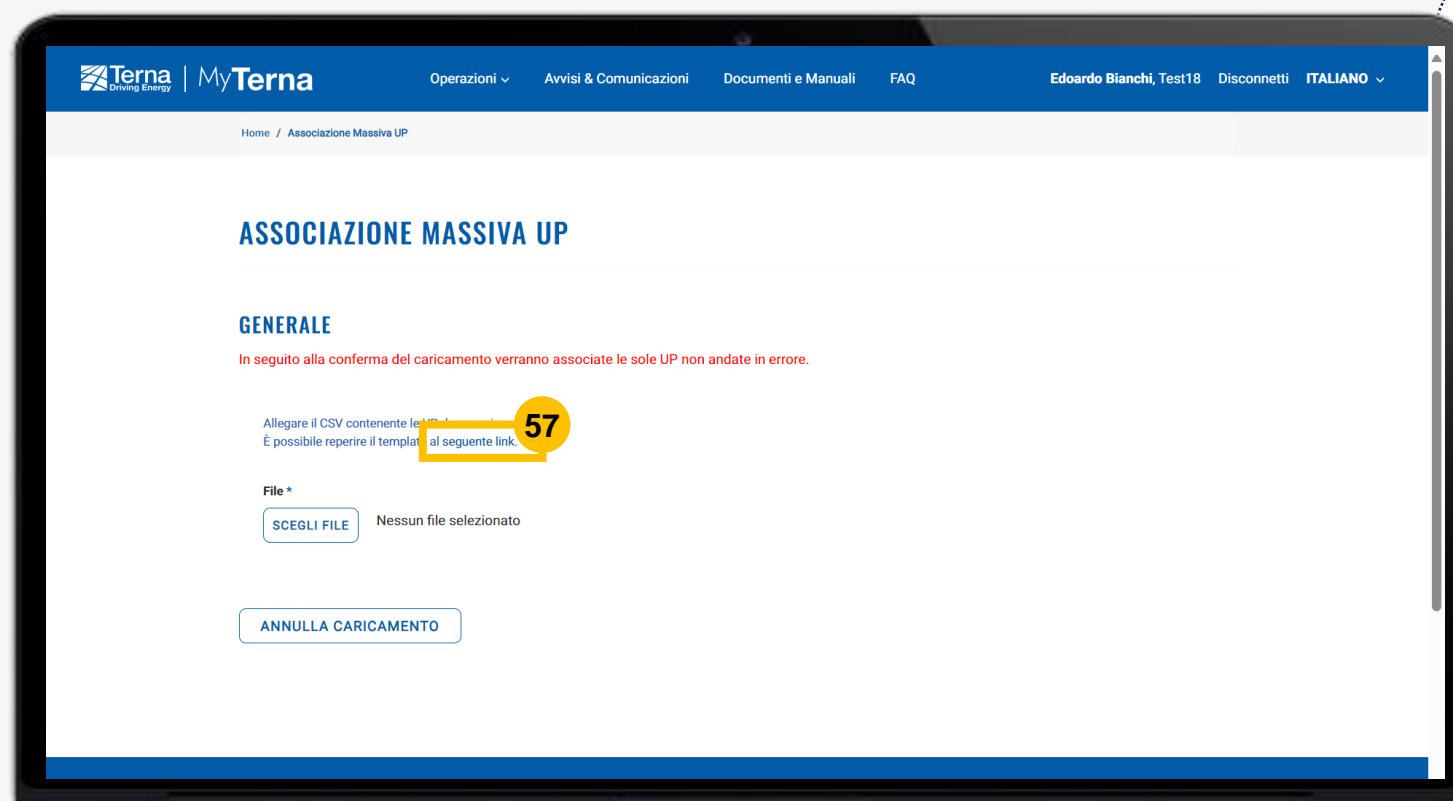 Terna Driving Energy | MyTerna Operazioni Avvisi & Comunicazioni Documenti e Manuali FAQ Edoardo Bianchi, Test18 Disconnetti ITALIANO
Home / Associazione Massiva UP
ASSOCIAZIONE MASSIVA UP
GENERALE
In seguito alla conferma del caricamento verranno associate le sole UP non andate in errore.
Allegare il CSV contenente le
57
È possibile reperire il template al seguente link.
File *
SCEGLI FILE Nessun file selezionato
ANNULLA CARICAMENTO